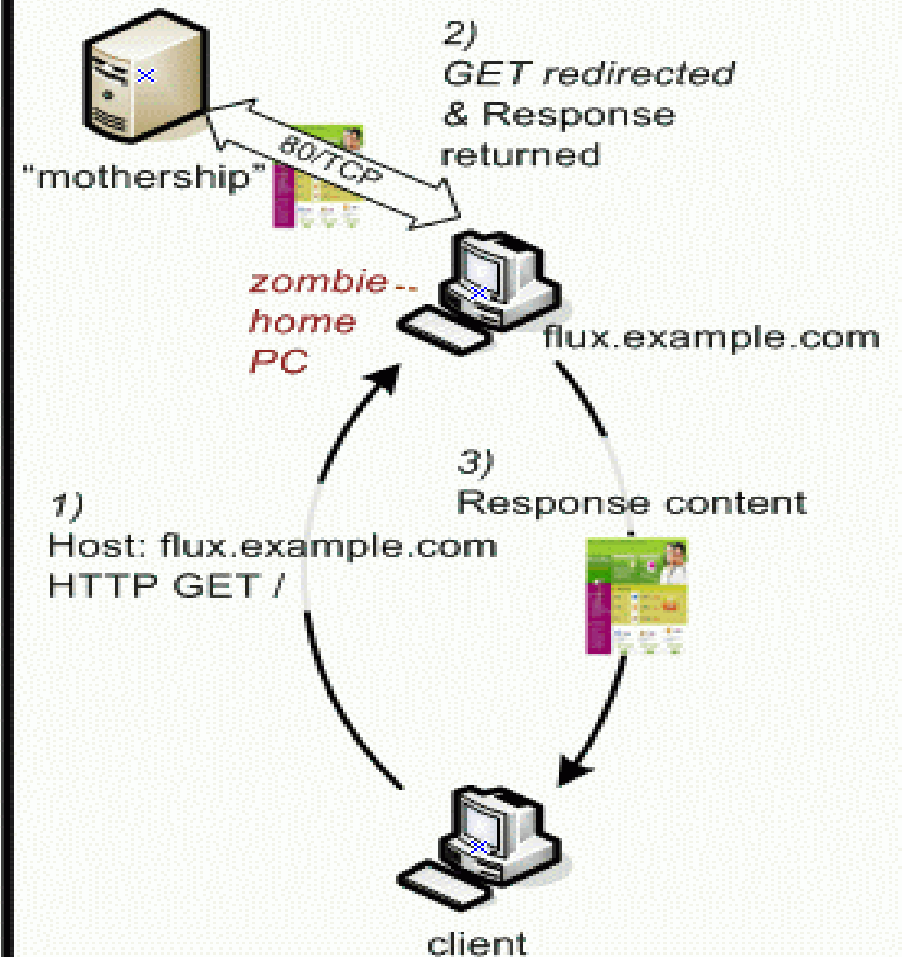 2)
GET redirected
& Response
returned
80/TCP
"mothership"
zombie --
home
PC
flux.example.com
3)
Response content
1)
Host: flux.example.com
HTTP GET /
client